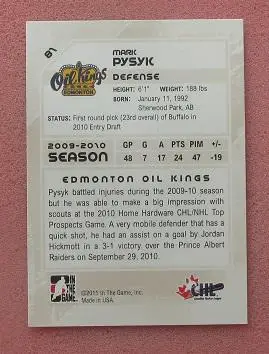 81
MARK
PYSYK
Oil Kings
EDMONTON
DEFENSE
HEIGHT: 6'1" WEIGHT: 188 lbs
BORN: January 11, 1992
Sherwood Park, AB
STATUS: First round pick (23rd overall) of Buffalo in
2010 Entry Draft
2009-2010 GP G A PTS PIM +/-
SEASON 48 7 17 24 47 -19
EDMONTON OIL KINGS
Pysyk battled injuries during the 2009-10 season
but he was able to make a big impression with
scouts at the 2010 Home Hardware CHL/NHL Top
Prospects Game. A very mobile defender that has a
quick shot, he had an assist on a goal by Jordan
Hickmott in a 3-1 victory over the Prince Albert
Raiders on September 29, 2010.
IN
THE
GAME
©2011 In The Game, Inc.
Made in USA.
CHL